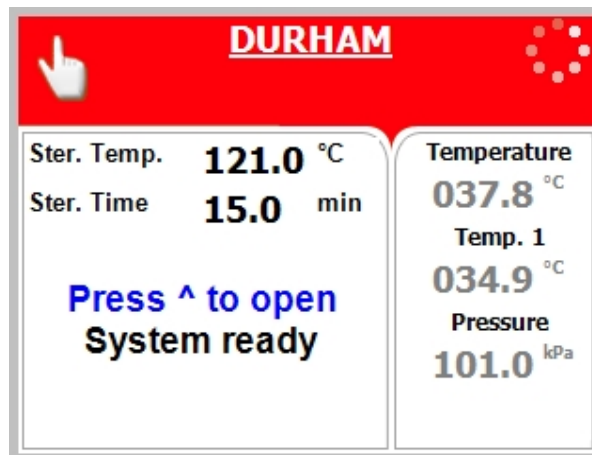 DURHAM
Ster. Temp. 121.0 °C
Ster. Time 15.0 min
Press ^ to open
System ready
Temperature
037.8 °C
Temp. 1
034.9 °C
Pressure
101.0 kPa